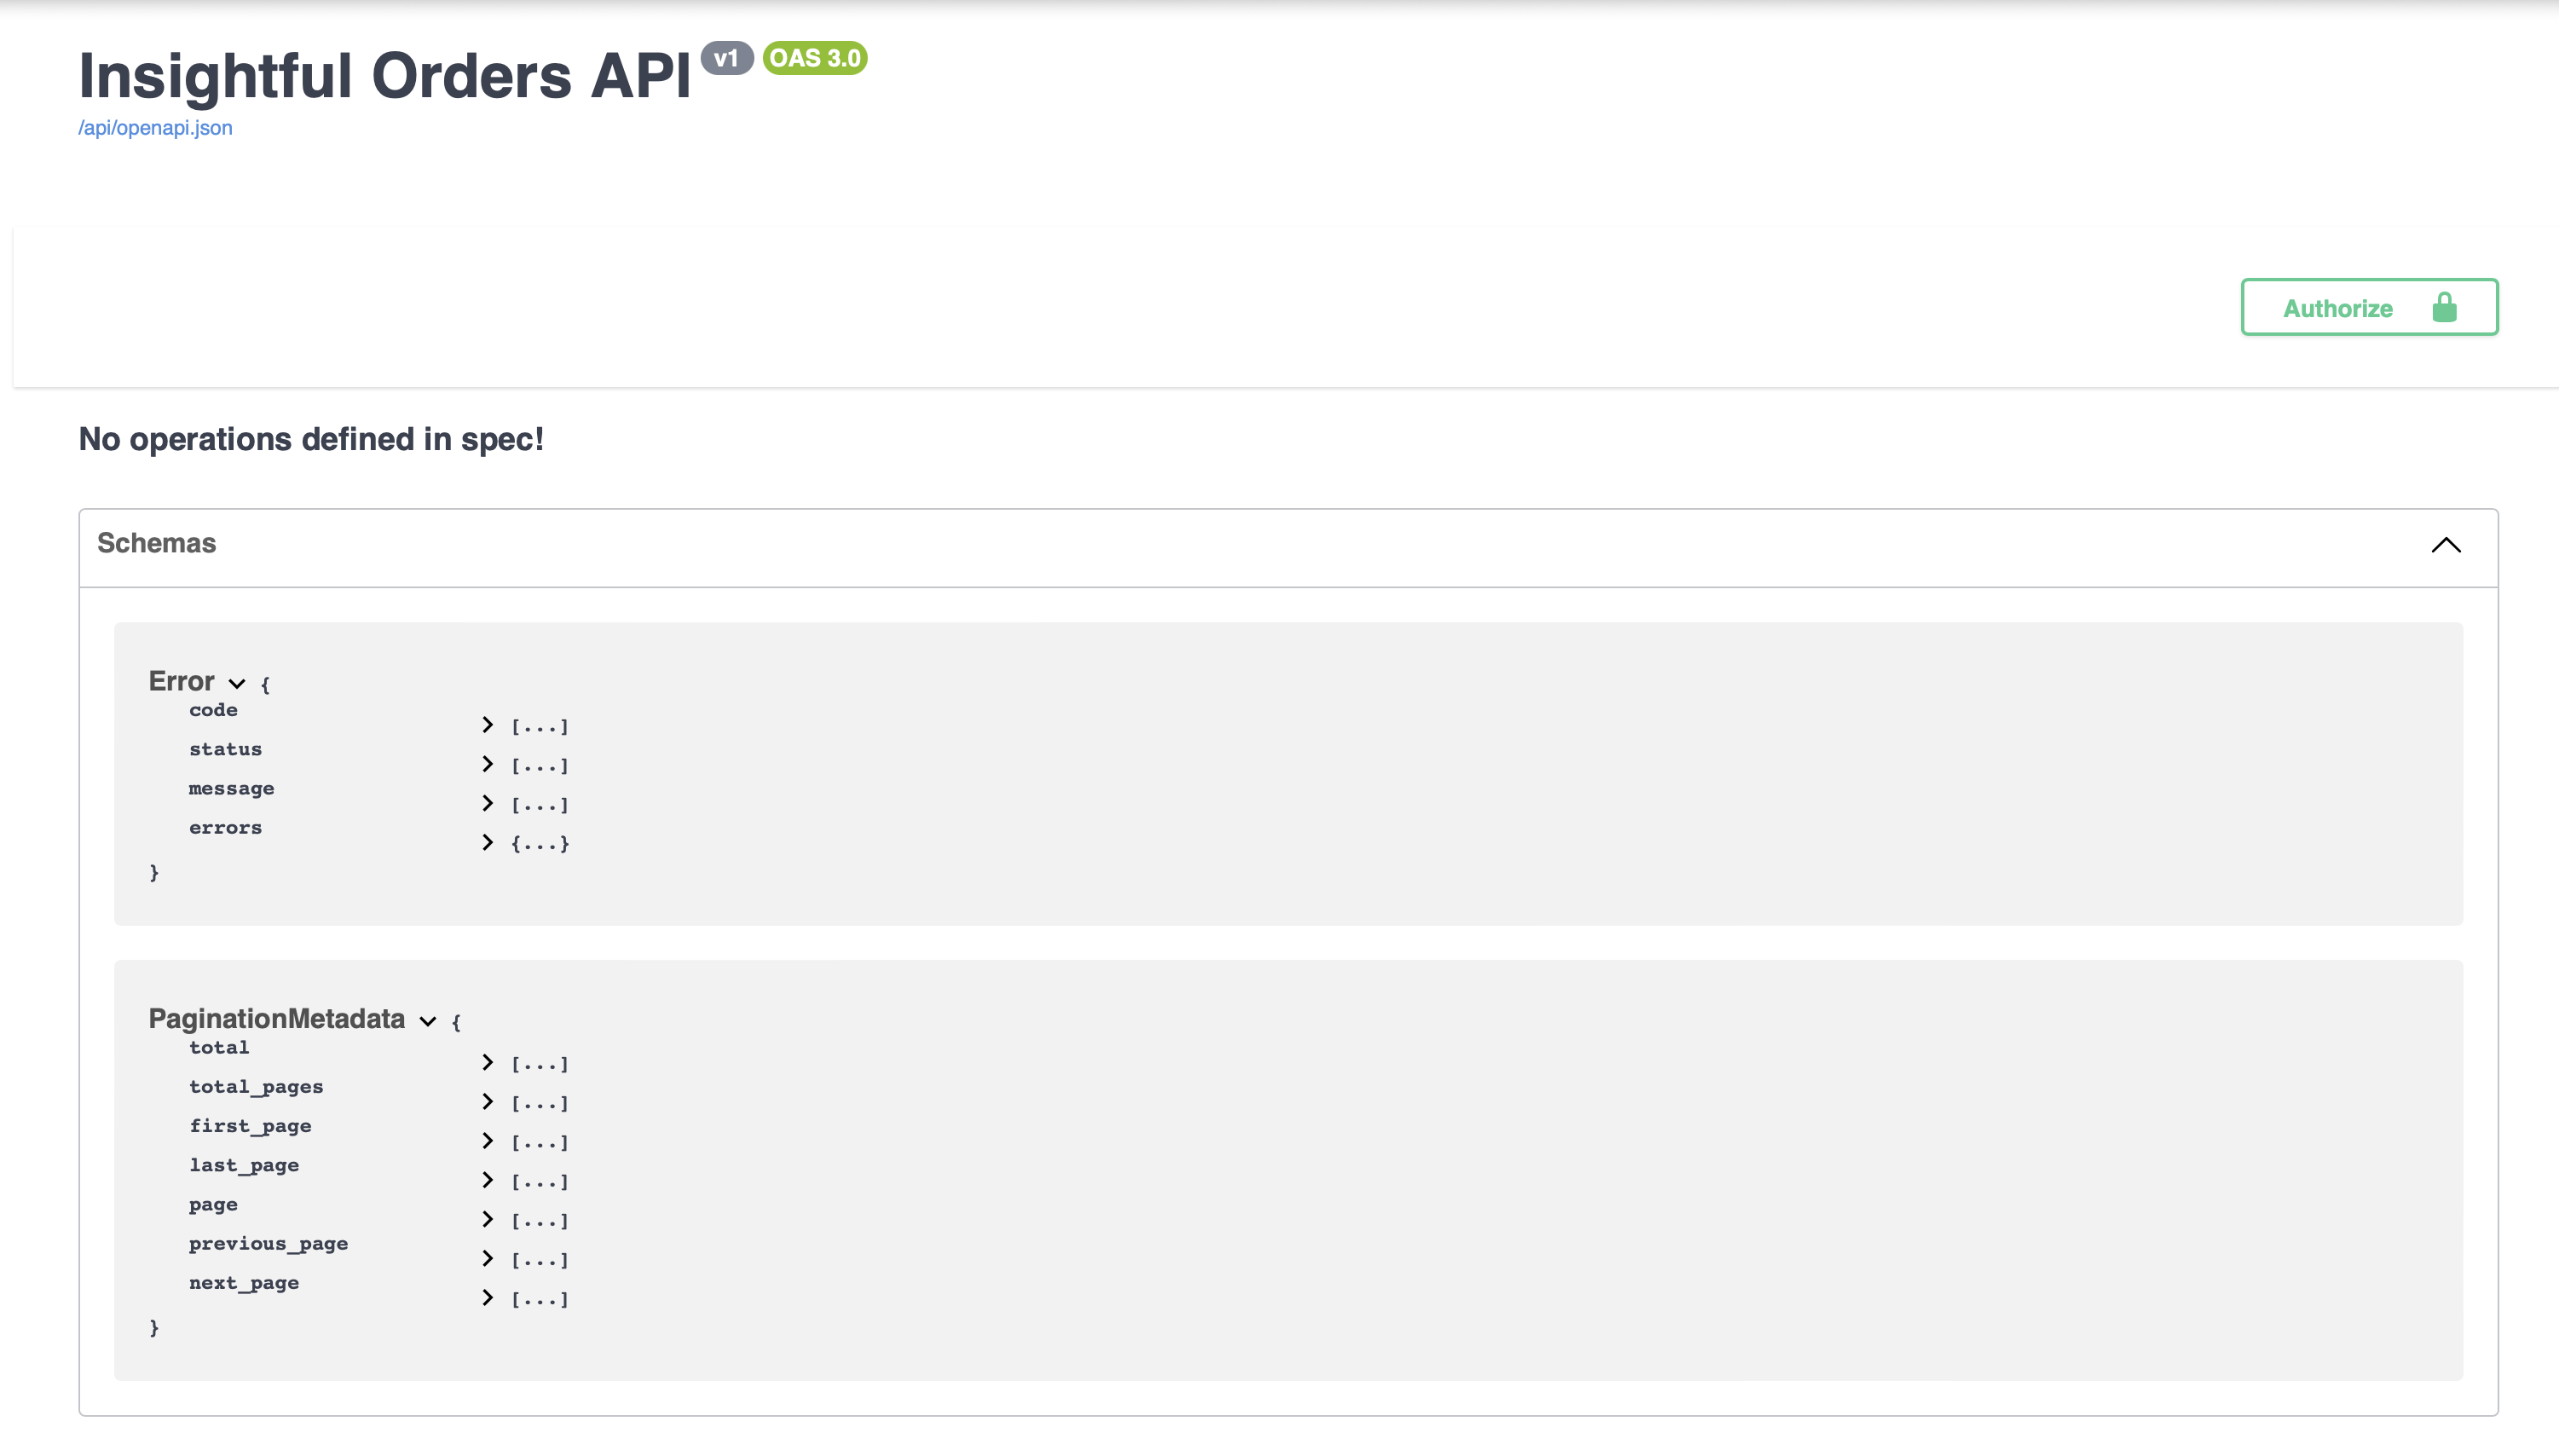 Insightful Orders API v1 OAS 3.0
/api/openapi.json
Authorize
No operations defined in spec!
Schemas
Error {
code [...]
status [...]
message [...]
errors {...}
}
PaginationMetadata {
total [...]
total_pages [...]
first_page [...]
last_page [...]
page [...]
previous_page [...]
next_page [...]
}